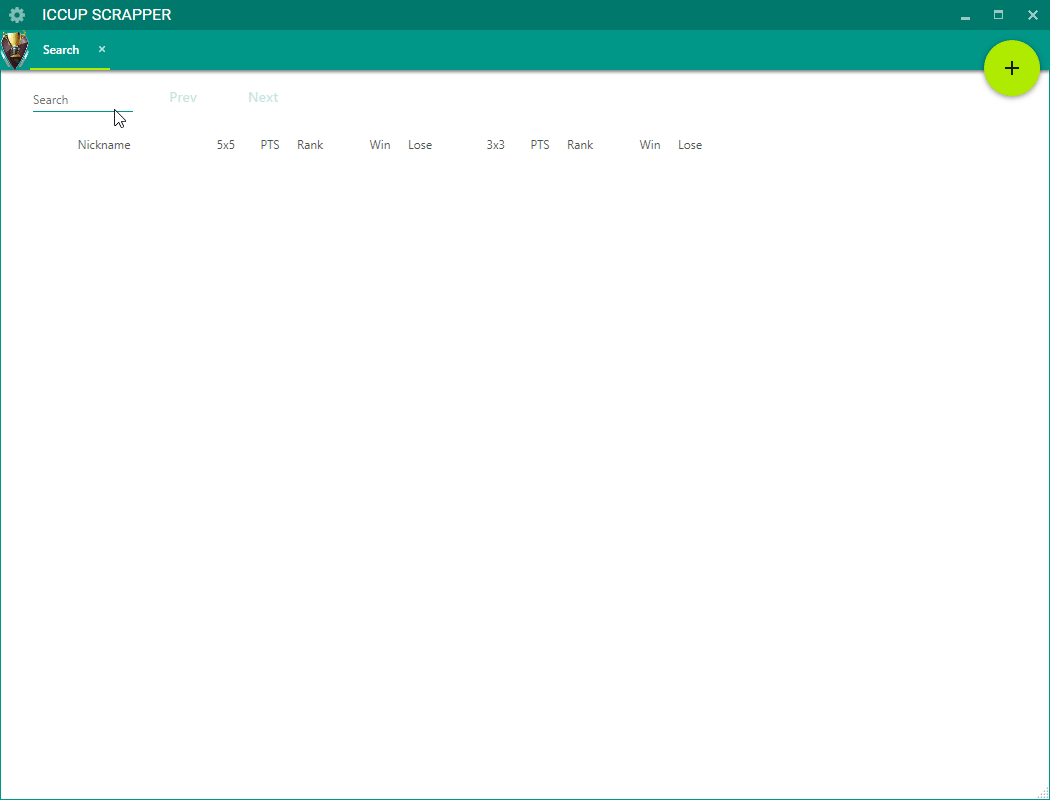 ICCUP SCRAPPER
Search ×
Search Prev Next
Nickname 5x5 PTS Rank Win Lose 3x3 PTS Rank Win Lose